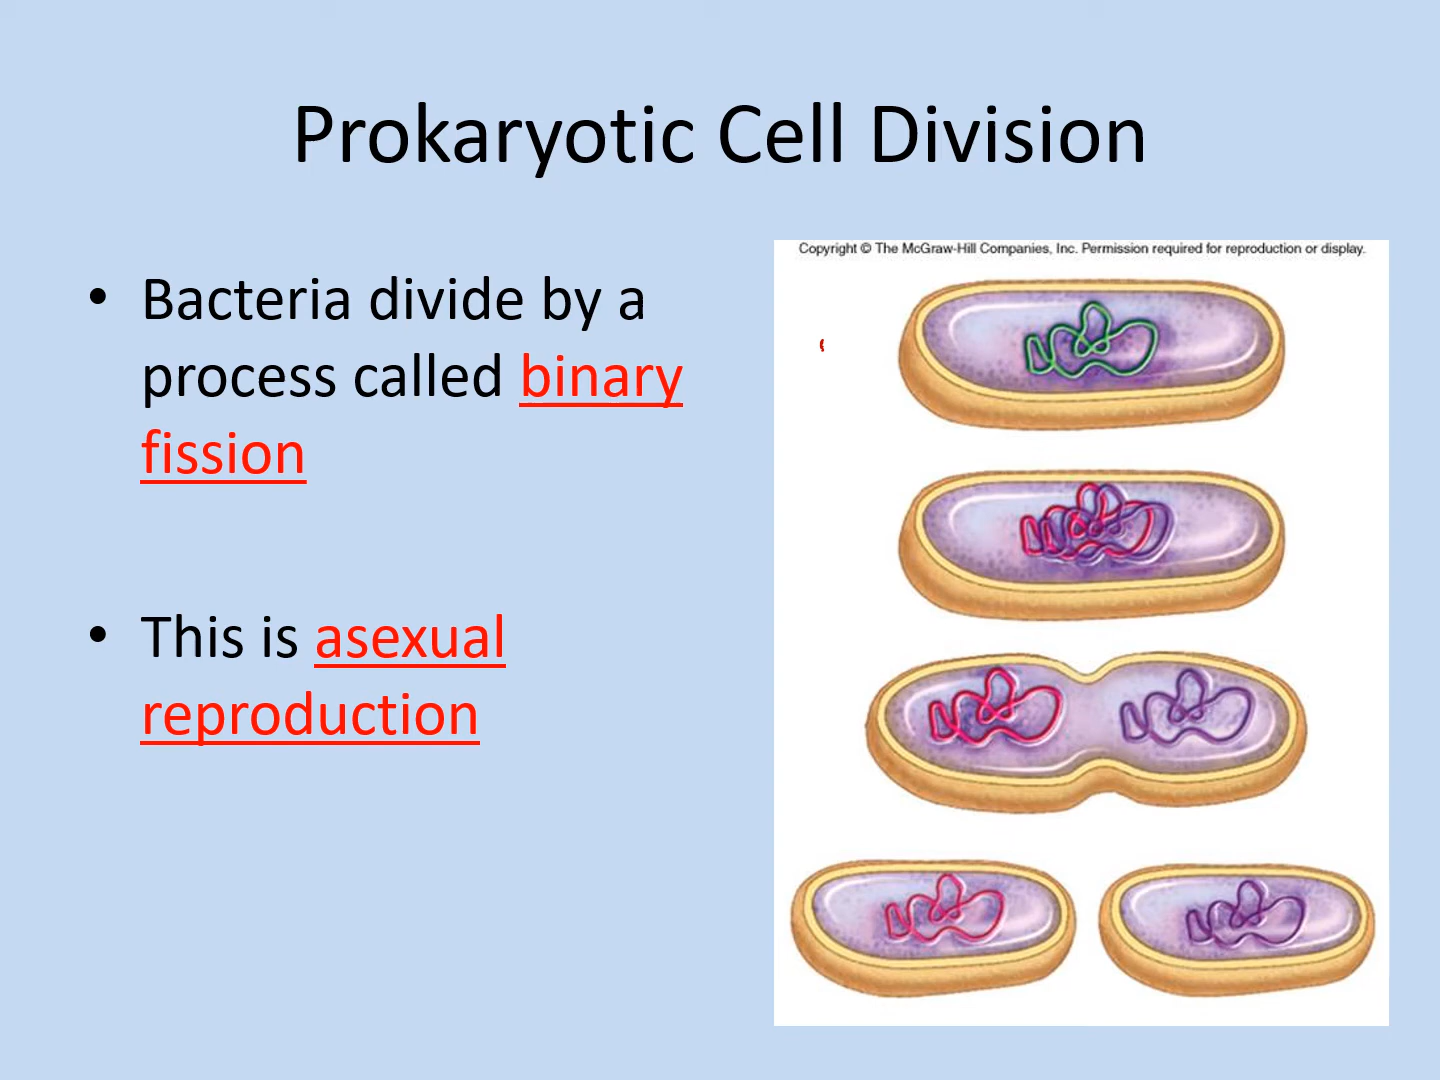 Prokaryotic Cell Division
• Bacteria divide by a
process called binary
fission
• This is asexual
reproduction
Copyright © The McGraw-Hill Companies, Inc. Permission required for reproduction or display.